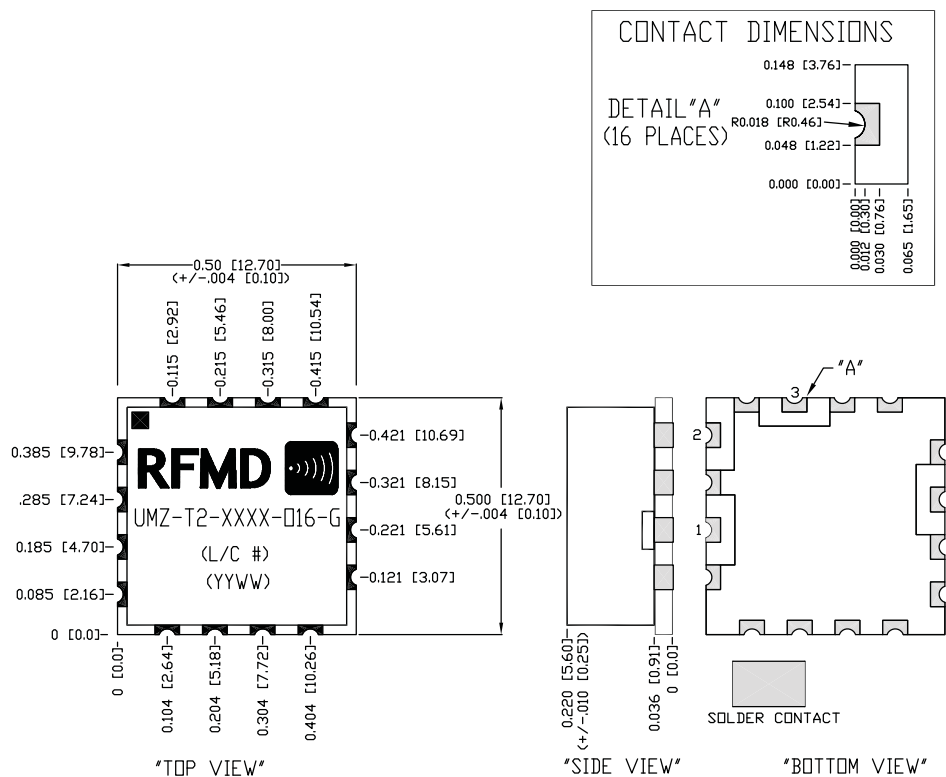 CONTACT DIMENSIONS
0.148 [3.76]
DETAIL"A"
(16 PLACES)
0.100 [2.54]
R0.018 [R0.46]
0.048 [1.22]
0.000 [0.00]
0.000 [0.00]
0.012 [0.30]
0.030 [0.76]
0.065 [1.65]
0.50 [12.70]
(+/-.004 [0.10])
0.115 [2.92]
0.215 [5.46]
0.315 [8.00]
0.415 [10.54]
0.385 [9.78]
.285 [7.24]
0.185 [4.70]
0.085 [2.16]
0 [0.0]
RFMD
UMZ-T2-XXXX-O16-G
(L/C #)
(YYWW)
0.421 [10.69]
0.321 [8.15]
0.221 [5.61]
0.121 [3.07]
0.500 [12.70]
(+/-.004 [0.10])
0 [0.0]
0.104 [2.64]
0.204 [5.18]
0.304 [7.72]
0.404 [10.26]
"TOP VIEW"
0.220 [5.60]
(+/-.010 [0.25])
0.036 [0.91]
0 [0.0]
"SIDE VIEW"
"A"
3
2
1
SOLDER CONTACT
"BOTTOM VIEW"